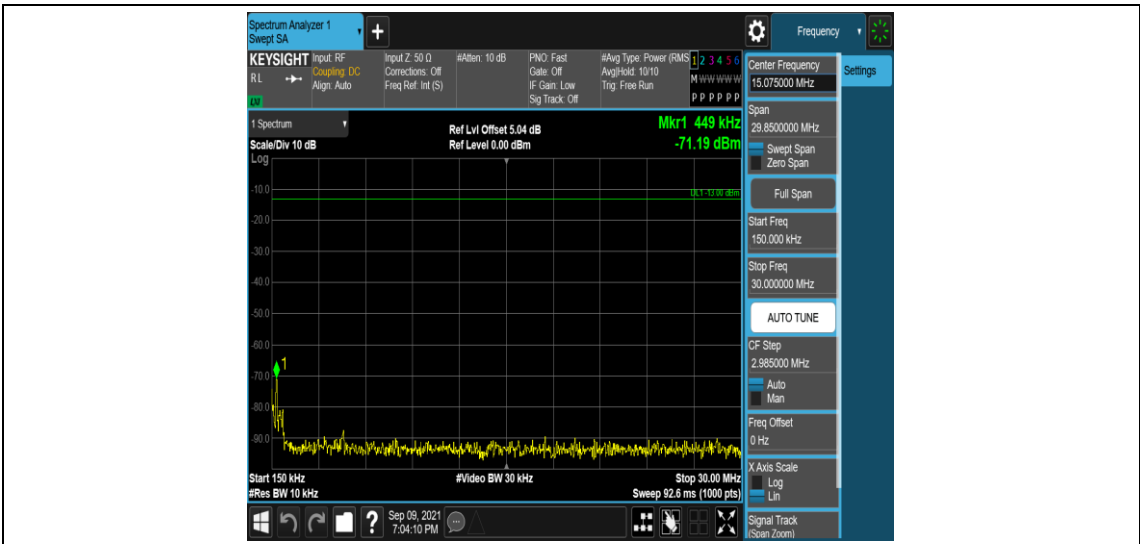 Spectrum Analyzer 1
Swept SA
+
Frequency
KEYSIGHT
R L
LXI
Input: RF
Coupling: DC
Align: Auto
Input Z: 50 Ω
Corrections: Off
Freq Ref: Int (S)
#Atten: 10 dB
PNO: Fast
Gate: Off
IF Gain: Low
Sig Track: Off
#Avg Type: Power (RMS
Avg|Hold: 10/10
Trig: Free Run
1 2 3 4 5 6
M W W W W W
P P P P P P
1 Spectrum
Scale/Div 10 dB
Log
Ref Lvl Offset 5.04 dB
Ref Level 0.00 dBm
Mkr1 449 kHz
-71.19 dBm
DL1 -13.00 dBm
-10.0
-20.0
-30.0
-40.0
-50.0
-60.0
-70.0
-80.0
-90.0
1
Start 150 kHz
#Video BW 30 kHz
Stop 30.00 MHz
#Res BW 10 kHz
Sweep 92.6 ms (1000 pts)
?
Sep 09, 2021
7:04:10 PM
Center Frequency
15.075000 MHz
Settings
Span
29.8500000 MHz
Swept Span
Zero Span
Full Span
Start Freq
150.000 kHz
Stop Freq
30.000000 MHz
AUTO TUNE
CF Step
2.985000 MHz
Auto
Man
Freq Offset
0 Hz
X Axis Scale
Log
Lin
Signal Track
(Span Zoom)